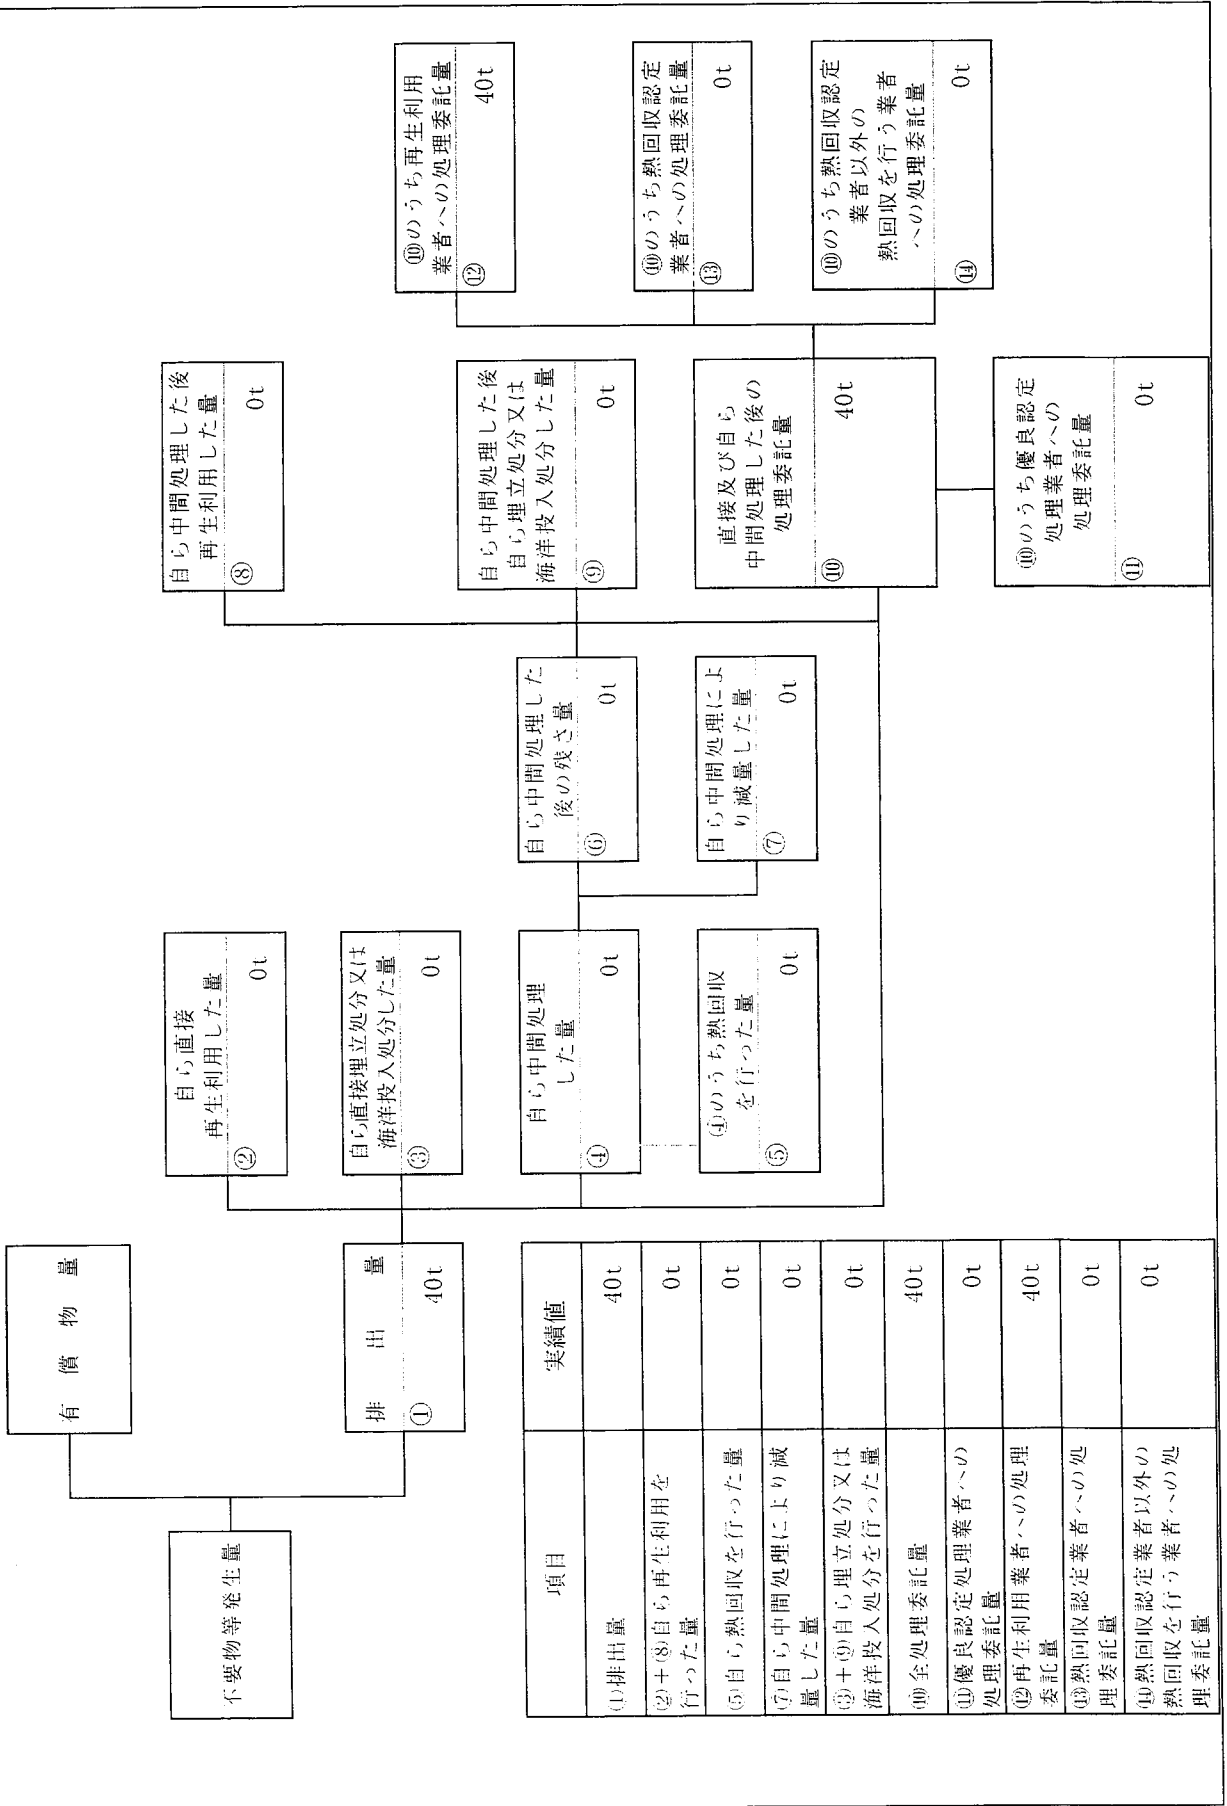 不要物等発生量
有償物量
排出量
①
40t
自ら直接
再生利用した量
②
0t
自ら直接埋立処分又は
海洋投入処分した量
③
0t
自ら中間処理
した量
④
0t
④のうち熱回収
を行った量
⑤
0t
自ら中間処理した
後の残さ量
⑥
0t
自ら中間処理によ
り減量した量
⑦
0t
自ら中間処理した後
再生利用した量
⑧
0t
自ら中間処理した後
自ら埋立処分又は
海洋投入処分した量
⑨
0t
直接及び自ら
中間処理した後の
処理委託量
⑩
40t
⑩のうち優良認定
処理業者への
処理委託量
⑪
0t
⑩のうち再生利用
業者への処理委託量
⑫
40t
⑩のうち熱回収認定
業者への処理委託量
⑬
0t
⑩のうち熱回収認定
業者以外の
熱回収を行う業者
への処理委託量
⑭
0t
項目 実績値
①排出量 40t
②+⑧自ら再生利用を
行った量 0t
⑤自ら熱回収を行った量 0t
⑦自ら中間処理により減
量した量 0t
③+⑨自ら埋立処分又は
海洋投入処分を行った量 0t
⑩全処理委託量 40t
⑪優良認定処理業者への
処理委託量 0t
⑫再生利用業者への処理
委託量 40t
⑬熱回収認定業者への処
理委託量 0t
⑭熱回収認定業者以外の
熱回収を行う業者への処
理委託量 0t